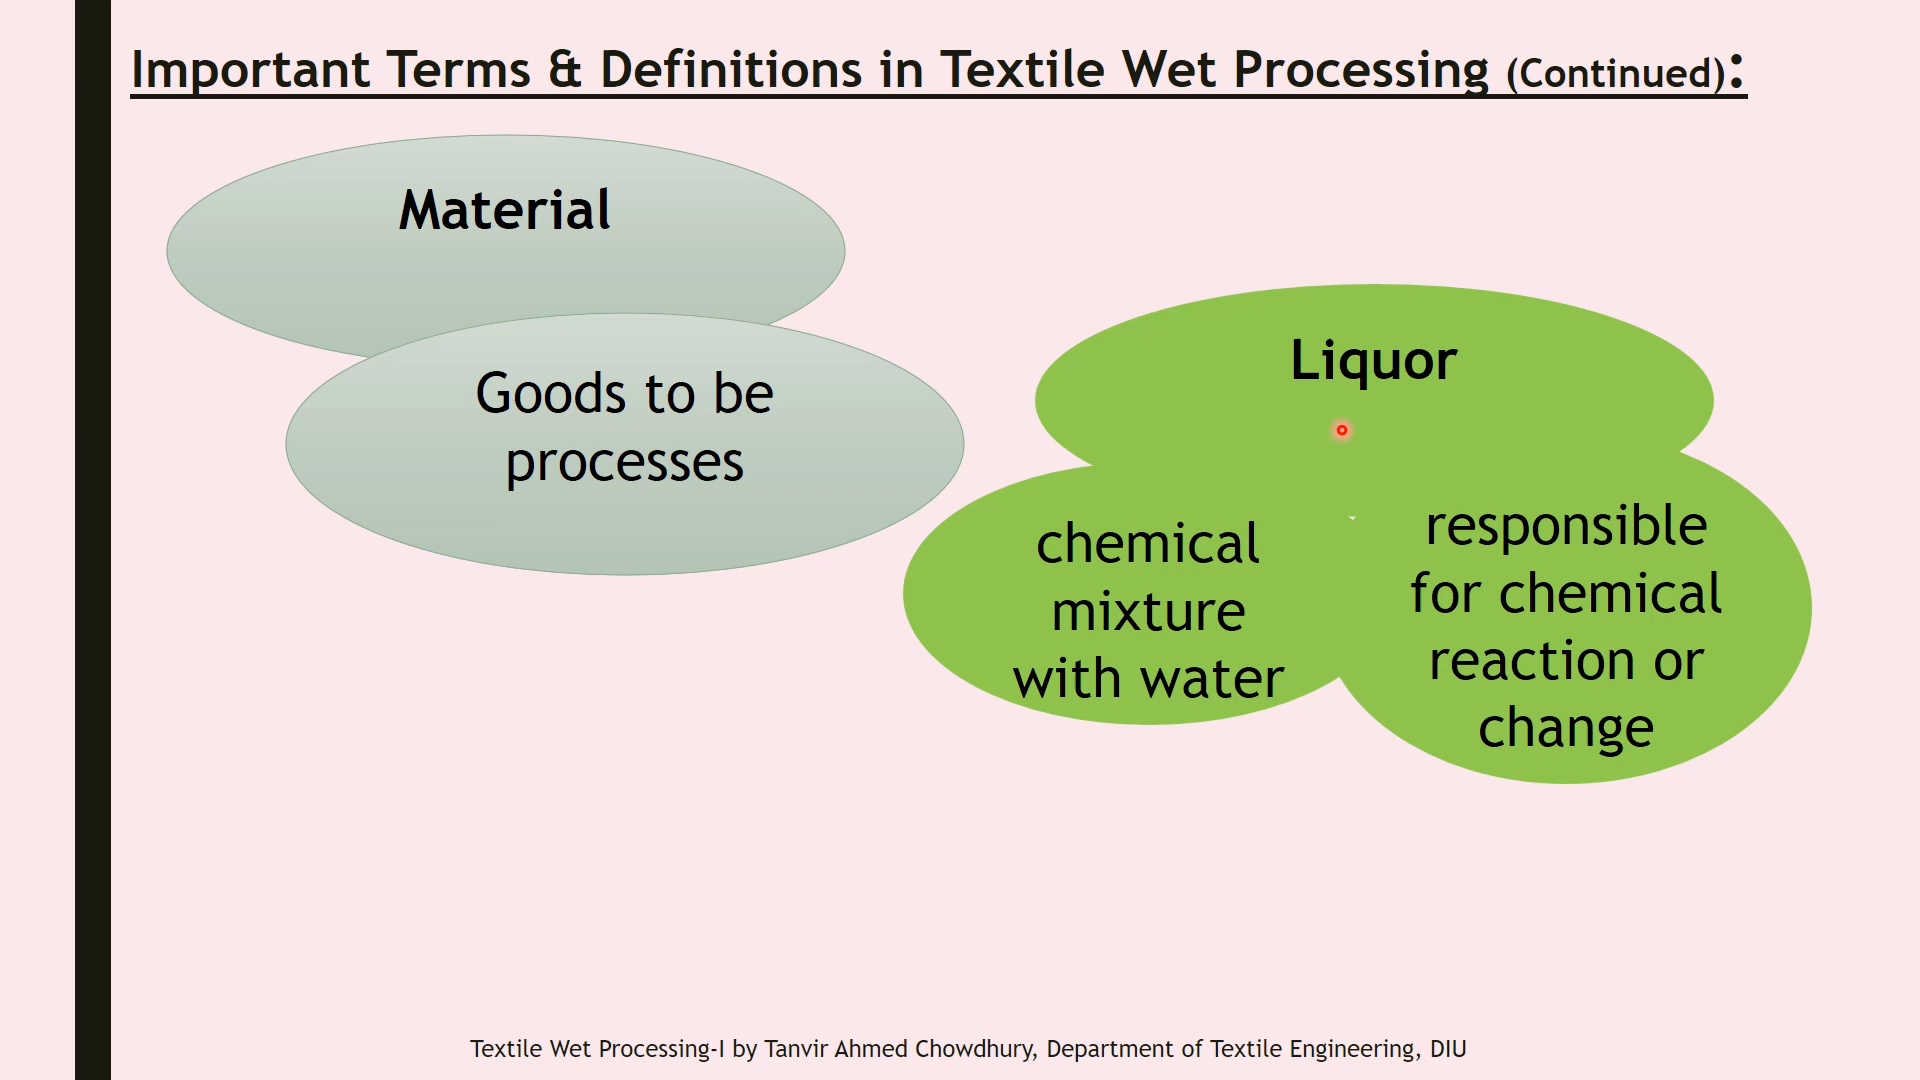 Important Terms & Definitions in Textile Wet Processing (Continued):
Material
Goods to be
processes
Liquor
chemical
mixture
with water
responsible
for chemical
reaction or
change
Textile Wet Processing-I by Tanvir Ahmed Chowdhury, Department of Textile Engineering, DIU